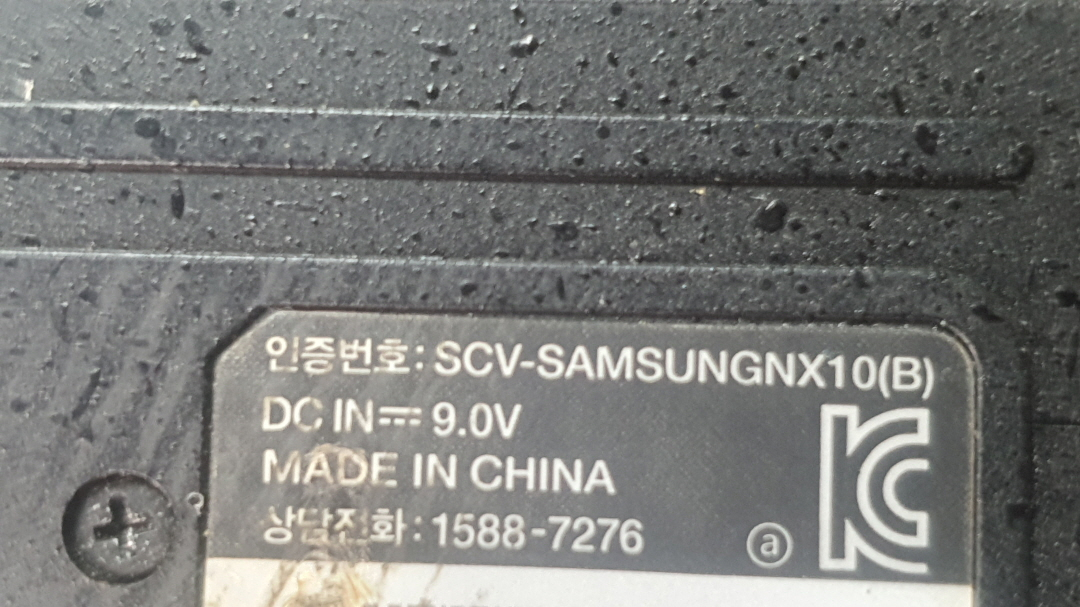 인증번호: SCV-SAMSUNGNX10(B)
DC IN⎓ 9.0V
MADE IN CHINA
상담전화: 1588-7276
ⓐ